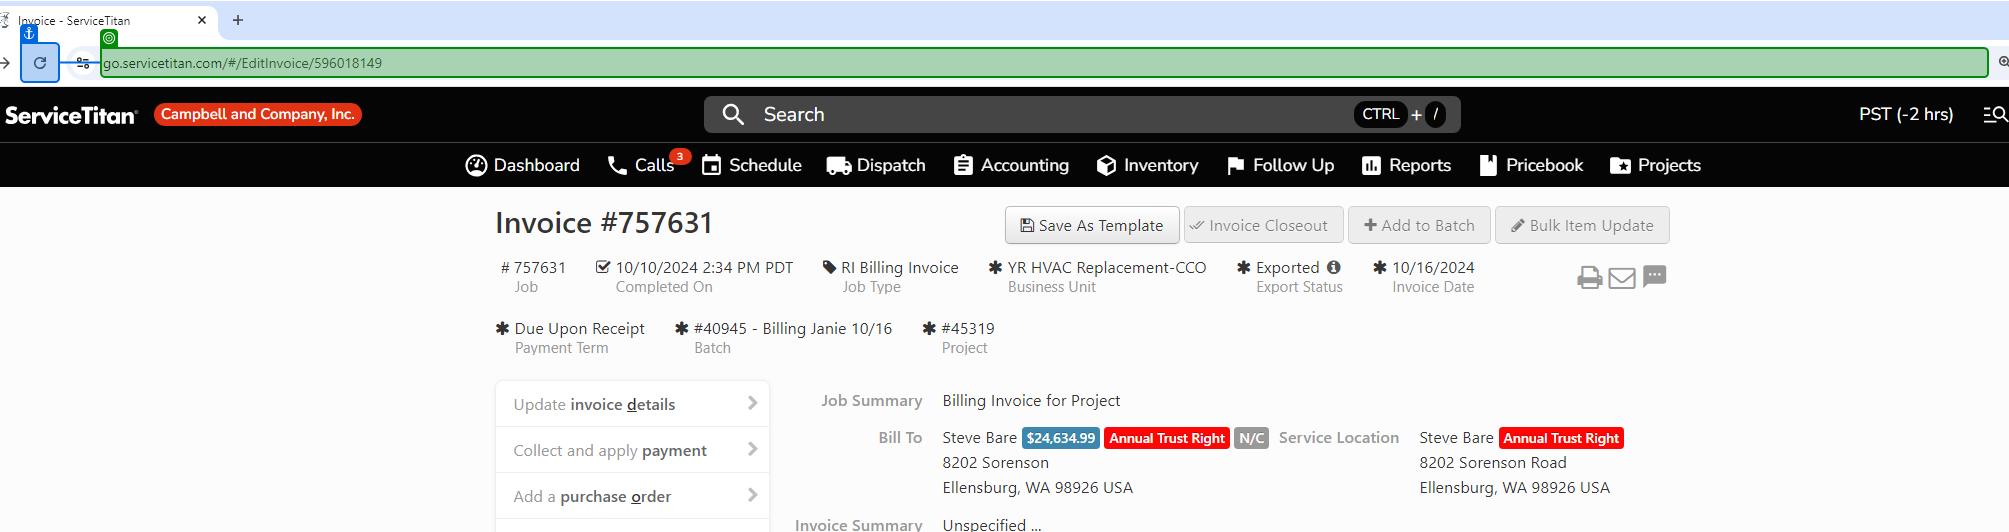 Invoice - ServiceTitan
go.servicetitan.com/#/EditInvoice/596018149
ServiceTitan Campbell and Company, Inc. Search CTRL + / PST (-2 hrs)
Dashboard Calls 3 Schedule Dispatch Accounting Inventory Follow Up Reports Pricebook Projects
Invoice #757631 Save As Template Invoice Closeout Add to Batch Bulk Item Update
# 757631 10/10/2024 2:34 PM PDT RI Billing Invoice YR HVAC Replacement-CCO Exported 10/16/2024
Job Completed On Job Type Business Unit Export Status Invoice Date
Due Upon Receipt #40945 - Billing Janie 10/16 #45319
Payment Term Batch Project
Update invoice details
Collect and apply payment
Add a purchase order
Job Summary Billing Invoice for Project
Bill To Steve Bare $24,634.99 Annual Trust Right N/C
8202 Sorenson
Ellensburg, WA 98926 USA
Service Location Steve Bare Annual Trust Right
8202 Sorenson Road
Ellensburg, WA 98926 USA
Invoice Summary Unspecified ...